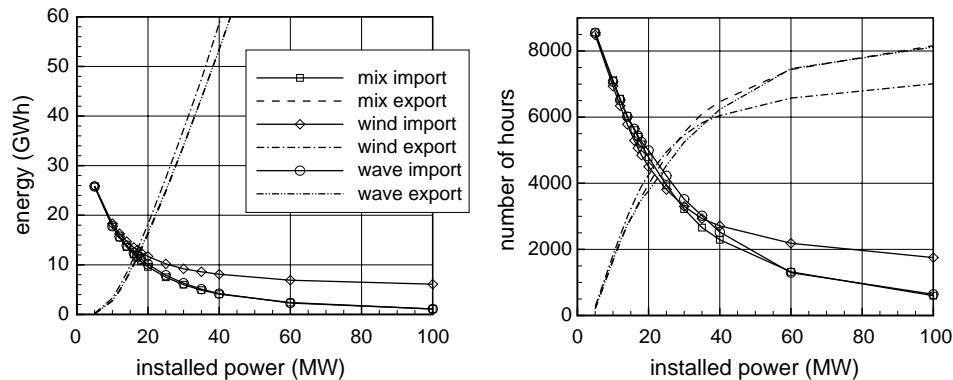 60
50
40
30
20
10
0
energy (GWh)
0 20 40 60 80 100
installed power (MW)
mix import
mix export
wind import
wind export
wave import
wave export
8000
6000
4000
2000
0
number of hours
0 20 40 60 80 100
installed power (MW)